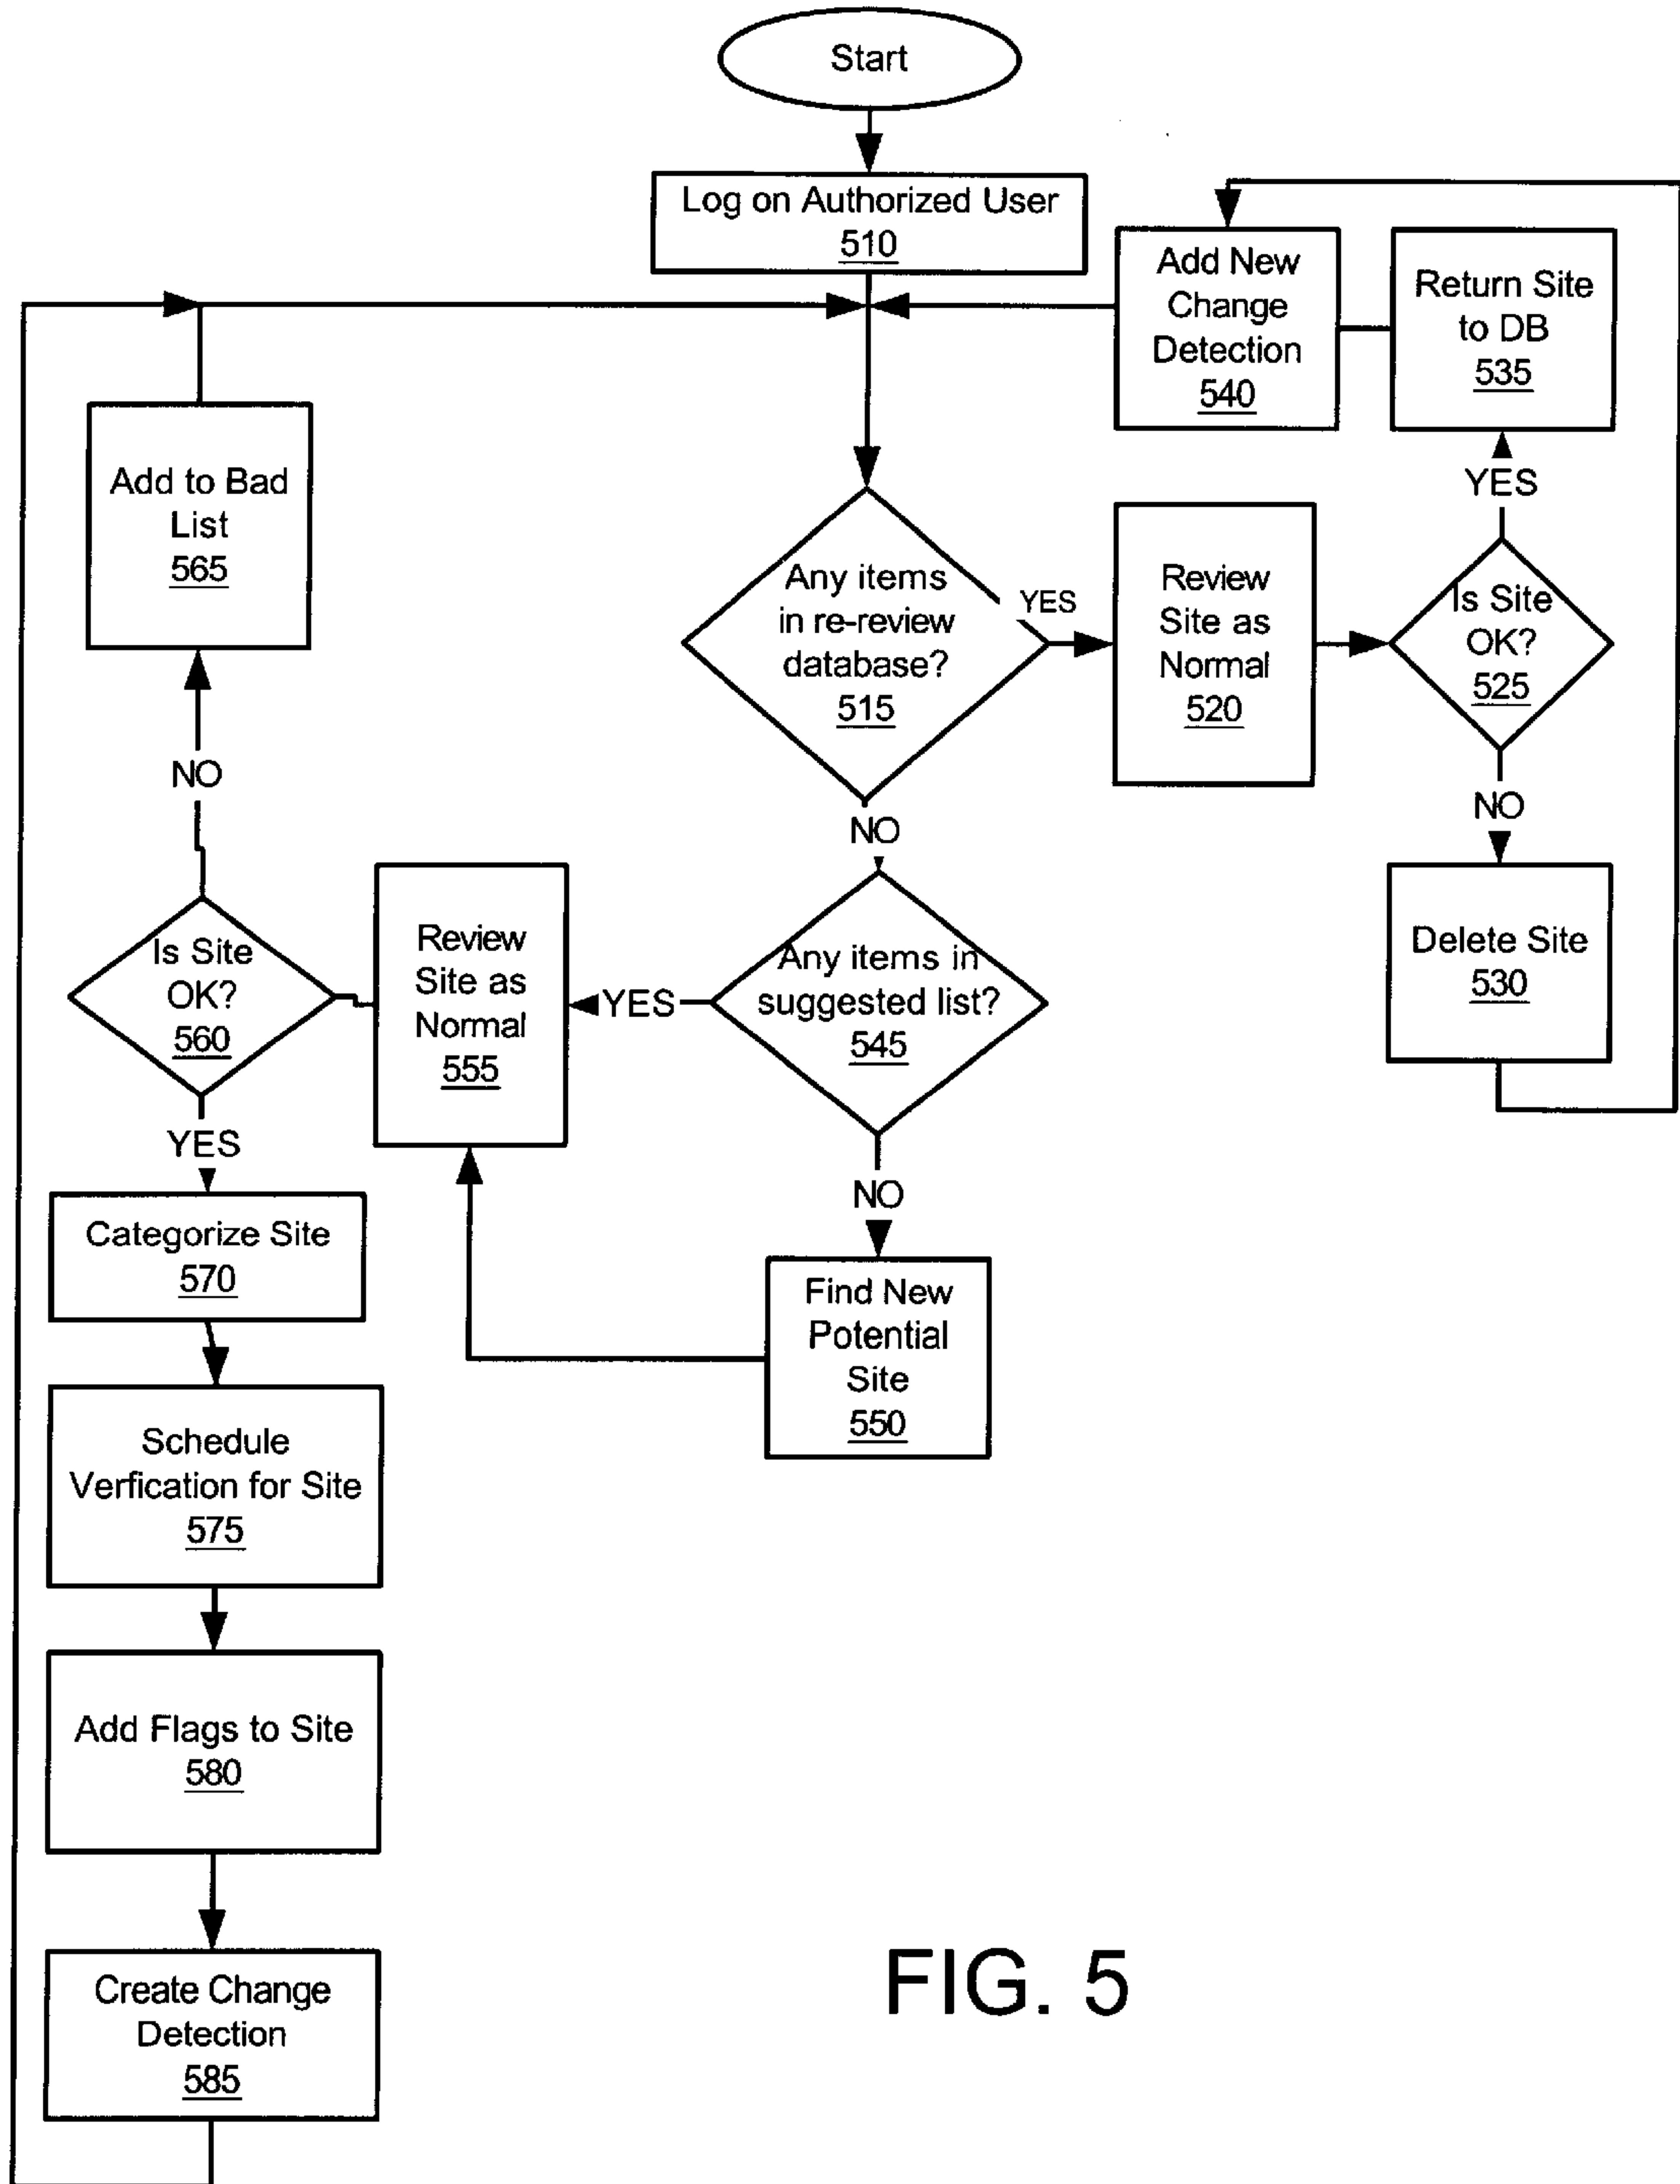 Start
Log on Authorized User
510
Add New
Change
Detection
540
Return Site
to DB
535
Add to Bad
List
565
YES
Any items
in re-review
database?
515
YES
Review
Site as
Normal
520
Is Site
OK?
525
NO
NO
NO
Delete Site
530
Is Site
OK?
560
Review
Site as
Normal
555
YES
Any items in
suggested list?
545
YES
NO
Categorize Site
570
Find New
Potential
Site
550
Schedule
Verfication for Site
575
Add Flags to Site
580
Create Change
Detection
585
FIG. 5